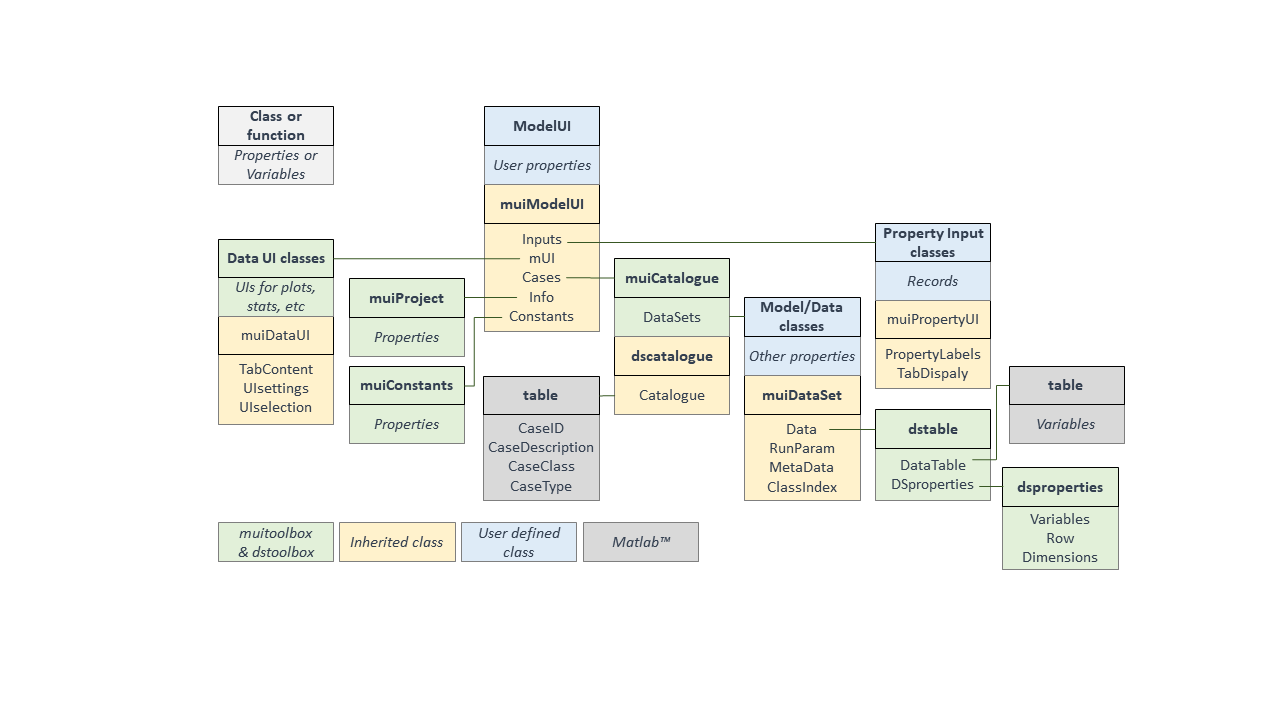 Class or
function
Properties or
Variables
ModelUI
User properties
muiModelUI
Inputs
mUI
Cases
Info
Constants
Data UI classes
UIs for plots,
stats, etc
muiDataUI
TabContent
UIsettings
UIselection
muiProject
Properties
muiConstants
Properties
table
CaseID
CaseDescription
CaseClass
CaseType
muiCatalogue
DataSets
dscatalogue
Catalogue
Model/Data
classes
Other properties
muiDataSet
Data
RunParam
MetaData
ClassIndex
Property Input
classes
Records
muiPropertyUI
PropertyLabels
TabDispaly
dstable
DataTable
DSproperties
table
Variables
dsproperties
Variables
Row
Dimensions
muitoolbox
& dstoolbox
Inherited class
User defined
class
Matlab™